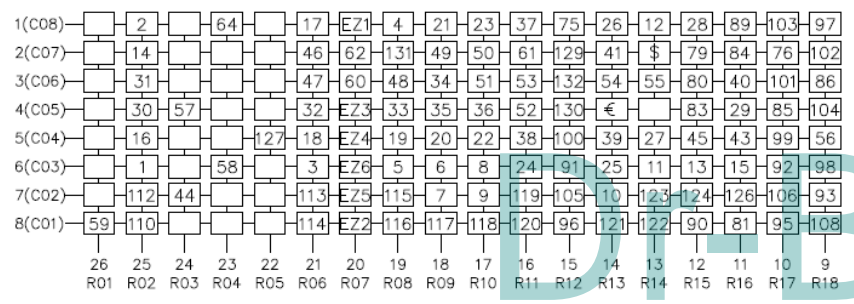 1(C08) 2 64 17 EZ1 4 21 23 37 75 26 12 28 89 103 97
2(C07) 14 46 62 131 49 50 61 129 41 $ 79 84 76 102
3(C06) 31 47 60 48 34 51 53 132 54 55 80 40 101 86
4(C05) 30 57 32 EZ3 33 35 36 52 130 € 83 29 85 104
5(C04) 16 127 18 EZ4 19 20 22 38 100 39 27 45 43 99 56
6(C03) 1 58 3 EZ6 5 6 8 24 91 25 11 13 15 92 98
7(C02) 112 44 113 EZ5 115 7 9 119 105 10 123 124 126 106 93
8(C01) 59 110 114 EZ2 116 117 118 120 96 121 122 90 81 95 108
26 25 24 23 22 21 20 19 18 17 16 15 14 13 12 11 10 9
R01 R02 R03 R04 R05 R06 R07 R08 R09 R10 R11 R12 R13 R14 R15 R16 R17 R18
Dr-B